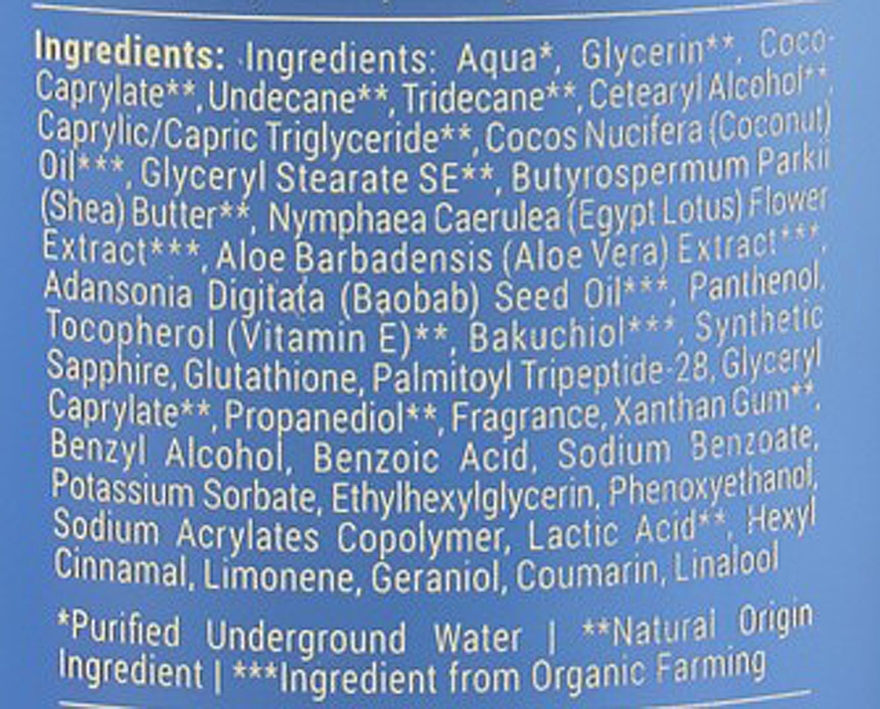 Ingredients: Ingredients: Aqua*, Glycerin**, Coco-
Caprylate**, Undecane**, Tridecane**, Cetearyl Alcohol**,
Caprylic/Capric Triglyceride**, Cocos Nucifera (Coconut)
Oil***, Glyceryl Stearate SE**, Butyrospermum Parkii
(Shea) Butter**, Nymphaea Caerulea (Egypt Lotus) Flower
Extract***, Aloe Barbadensis (Aloe Vera) Extract***,
Adansonia Digitata (Baobab) Seed Oil***, Panthenol,
Tocopherol (Vitamin E)**, Bakuchiol***, Synthetic
Sapphire, Glutathione, Palmitoyl Tripeptide-28, Glyceryl
Caprylate**, Propanediol**, Fragrance, Xanthan Gum**,
Benzyl Alcohol, Benzoic Acid, Sodium Benzoate,
Potassium Sorbate, Ethylhexylglycerin, Phenoxyethanol,
Sodium Acrylates Copolymer, Lactic Acid**, Hexyl
Cinnamal, Limonene, Geraniol, Coumarin, Linalool
*Purified Underground Water | **Natural Origin
Ingredient | ***Ingredient from Organic Farming